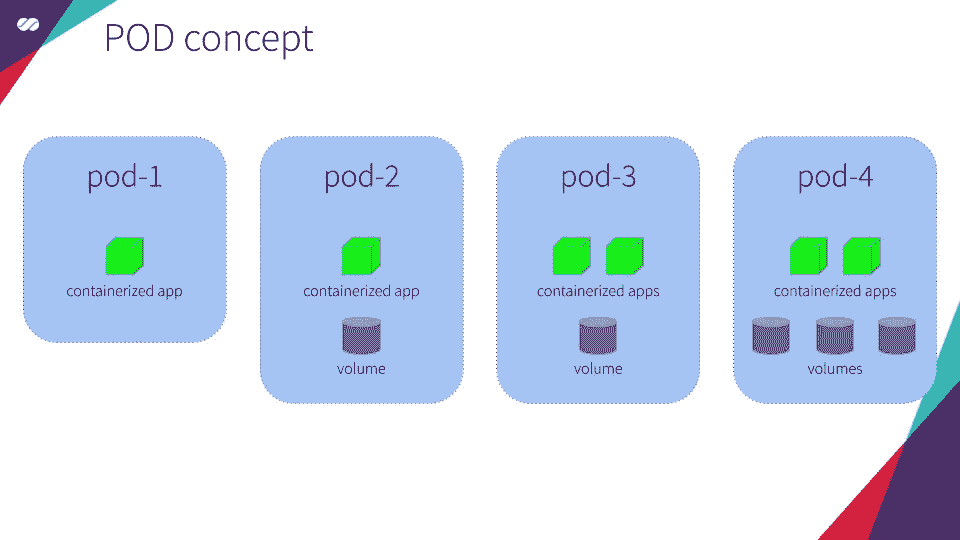 POD concept
pod-1
containerized app
pod-2
containerized app
volume
pod-3
containerized apps
volume
pod-4
containerized apps
volumes